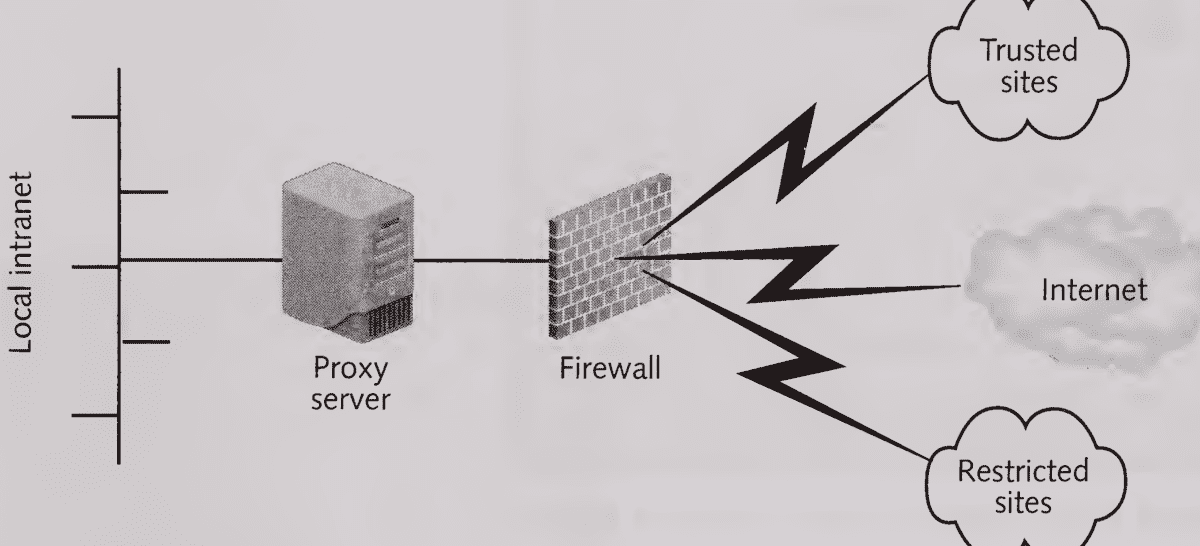 Trusted
sites
Local intranet
Internet
Proxy
server
Firewall
Restricted
sites